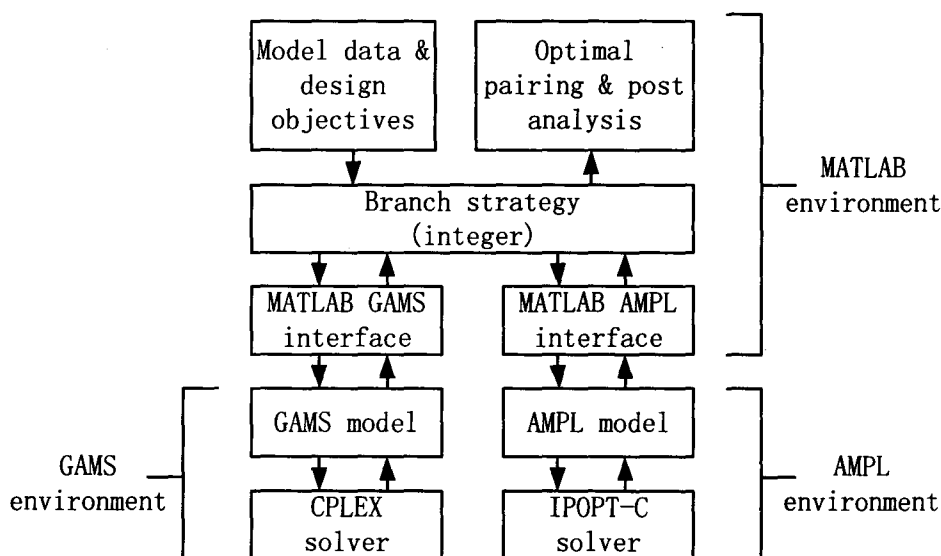 Model data &
design
objectives
Optimal
pairing & post
analysis
MATLAB
environment
Branch strategy
(integer)
MATLAB GAMS
interface
MATLAB AMPL
interface
GAMS model
AMPL model
GAMS
environment
AMPL
environment
CPLEX
solver
IPOPT-C
solver